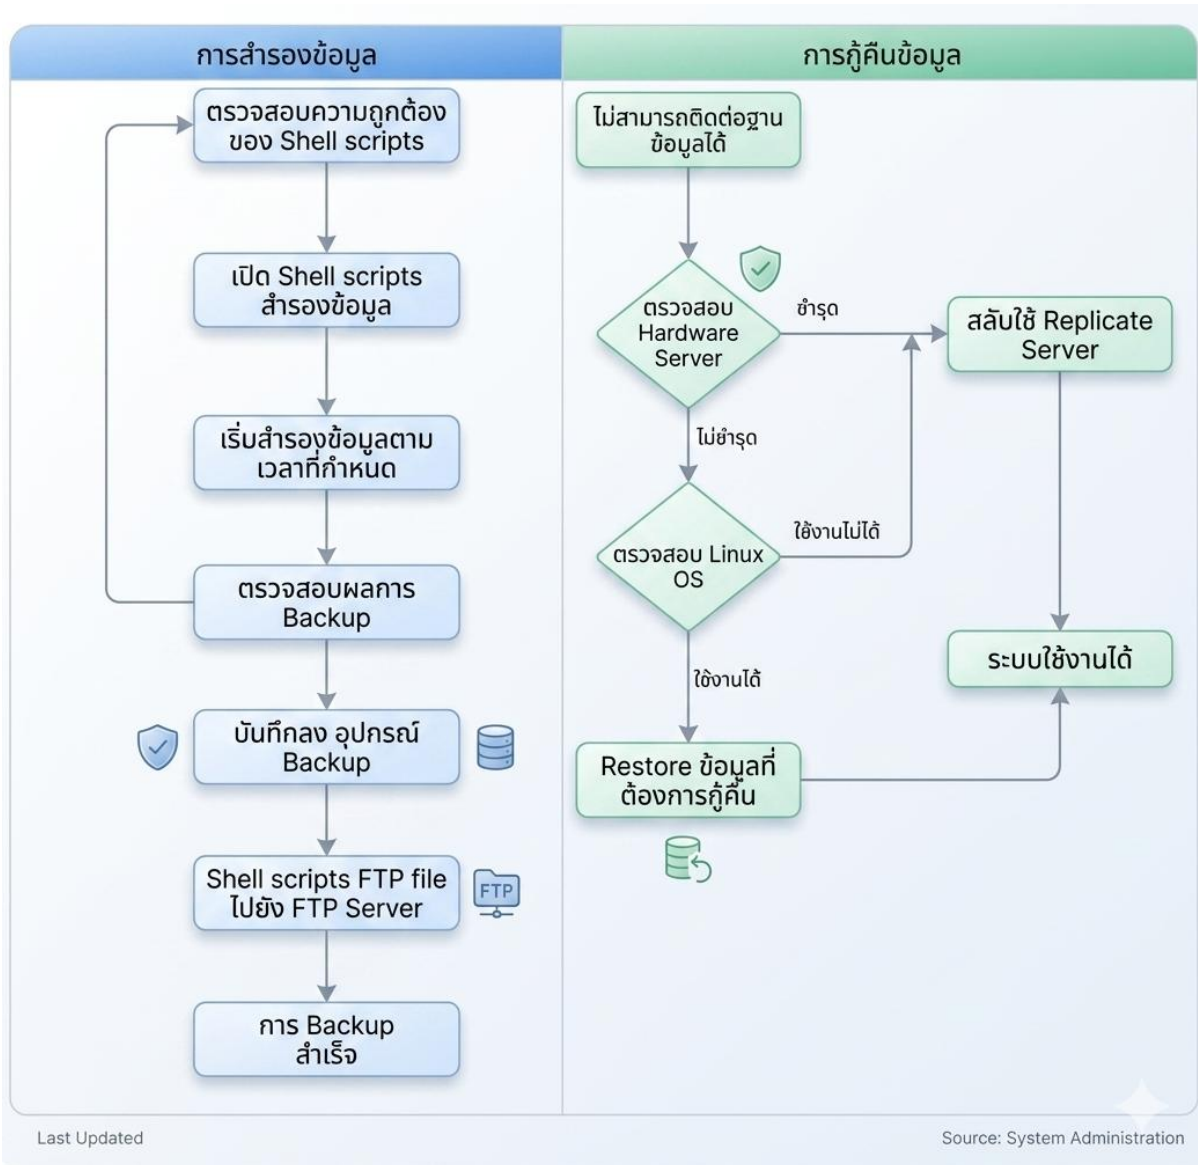 การสำรองข้อมูล
ตรวจสอบความถูกต้อง
ของ Shell scripts
เปิด Shell scripts
สำรองข้อมูล
เริ่บสำรองข้อมูลตาม
เวลาที่กำหนด
ตรวจสอบผลการ
Backup
บันทึกลง อุปกรณ์
Backup
Shell scripts FTP file
ไปยัง FTP Server
FTP
การ Backup
สำเร็จ
การกู้คืนข้อมูล
ไม่สามารถติดต่อฐาน
ข้อมูลได้
ตรวจสอบ
Hardware
Server
ชำรุด
สลับใช้ Replicate
Server
ไม่ยำรุด
ตรวจสอบ Linux
OS
ใช้งานไม่ได้
ใช้งานได้
ระบบใช้งานได้
Restore ข้อมูลที่
ต้องการกู้คืน
Last Updated
Source: System Administration